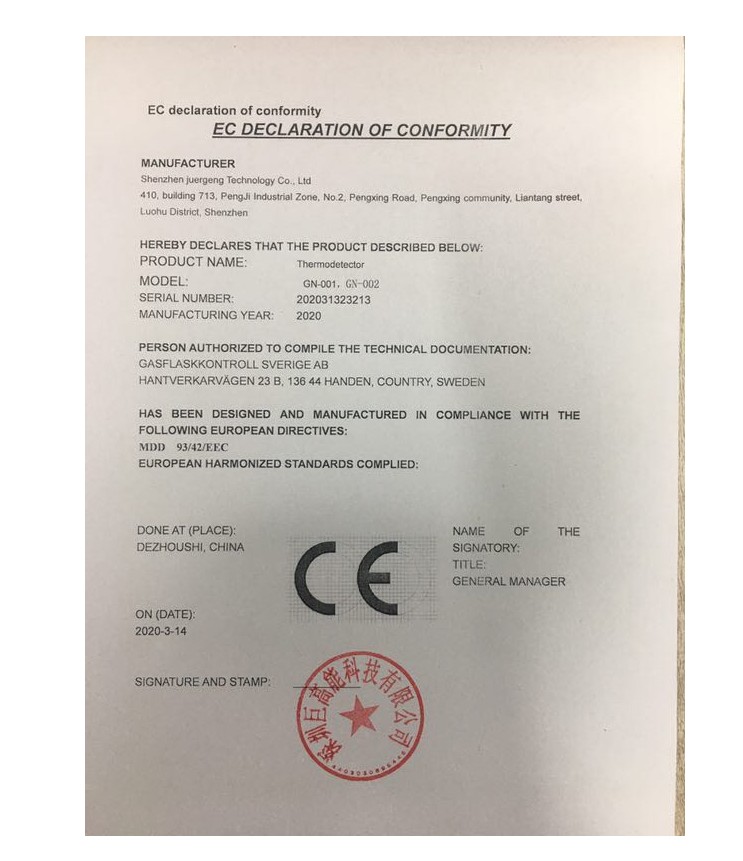 EC declaration of conformity
EC DECLARATION OF CONFORMITY
MANUFACTURER
Shenzhen juergeng Technology Co., Ltd
410, building 713, PengJi Industrial Zone, No.2, Pengxing Road, Pengxing community, Liantang street,
Luohu District, Shenzhen
HEREBY DECLARES THAT THE PRODUCT DESCRIBED BELOW:
PRODUCT NAME: Thermodetector
MODEL: GN-001, GN-002
SERIAL NUMBER: 202031323213
MANUFACTURING YEAR: 2020
PERSON AUTHORIZED TO COMPILE THE TECHNICAL DOCUMENTATION:
GASFLASKKONTROLL SVERIGE AB
HANTVERKARVÄGEN 23 B, 136 44 HANDEN, COUNTRY, SWEDEN
HAS BEEN DESIGNED AND MANUFACTURED IN COMPLIANCE WITH THE
FOLLOWING EUROPEAN DIRECTIVES:
MDD 93/42/EEC
EUROPEAN HARMONIZED STANDARDS COMPLIED:
DONE AT (PLACE):
DEZHOUSHI, CHINA
CE
NAME OF THE
SIGNATORY:
TITLE:
GENERAL MANAGER
ON (DATE):
2020-3-14
SIGNATURE AND STAMP:
深圳巨高能科技有限公司